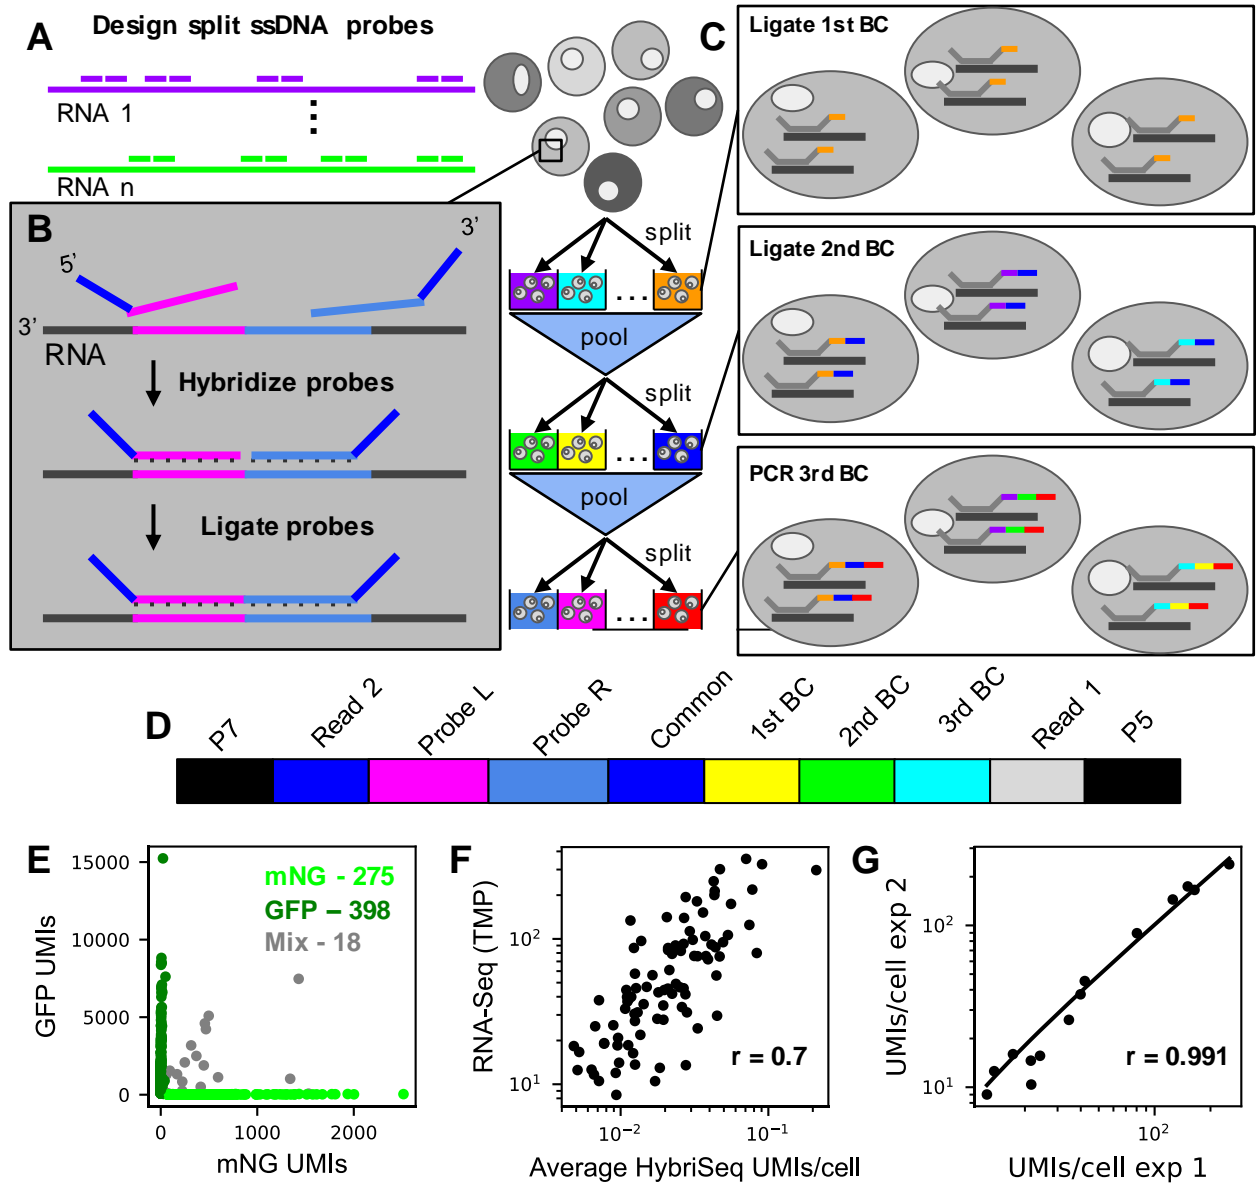 A
Design split ssDNA probes
RNA 1
RNA n
B
5'
3'
3'
RNA
Hybridize probes
Ligate probes
split
. . .
pool
split
. . .
pool
split
. . .
C
Ligate 1st BC
Ligate 2nd BC
PCR 3rd BC
D
P7
Read 2
Probe L
Probe R
Common
1st BC
2nd BC
3rd BC
Read 1
P5
E
15000
10000
5000
0
GFP UMIs
mNG - 275
GFP – 398
Mix - 18
0
1000
2000
mNG UMIs
F
10²
10¹
RNA-Seq (TMP)
r = 0.7
10⁻²
10⁻¹
Average HybriSeq UMIs/cell
G
10²
10¹
UMIs/cell exp 2
r = 0.991
10²
UMIs/cell exp 1